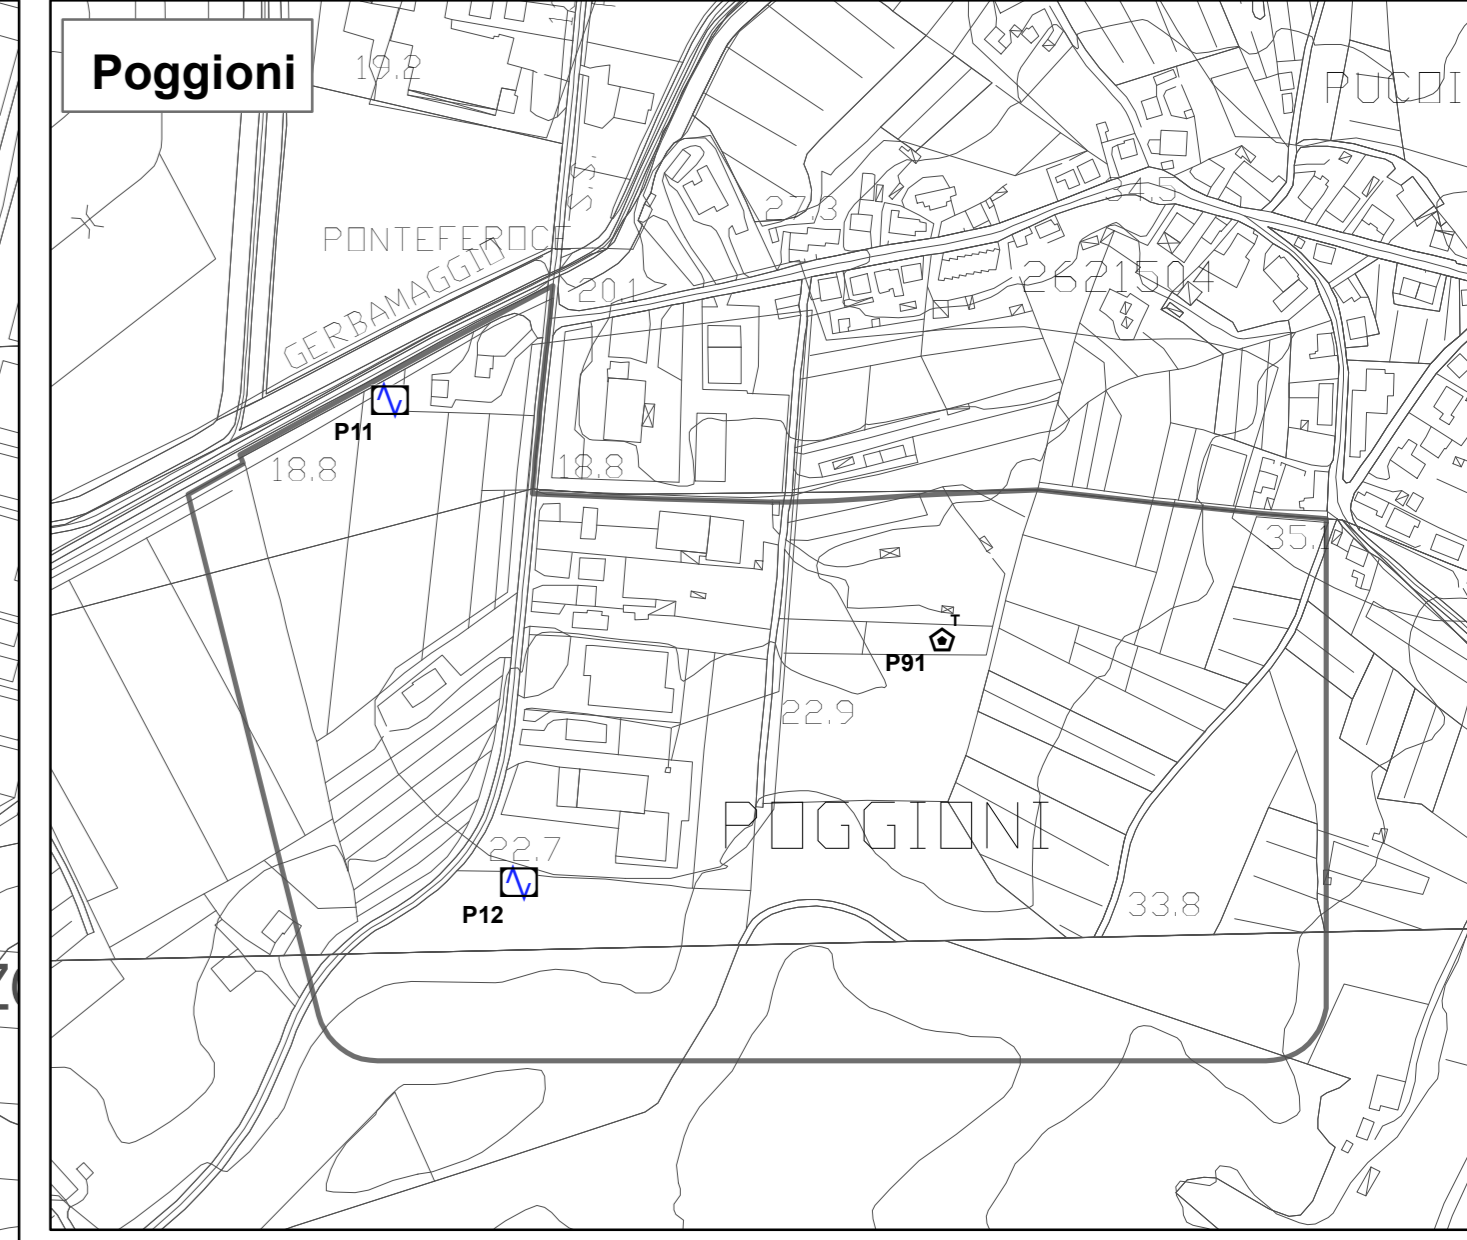 Poggioni
19.2
PUCCI
S.S.
27.3
34.5
PONTEFEROCE
GERBAMAGGIO
20.1
2621504
P11
18.8
18.8
35.1
T
P91
22.9
POGGIONI
22.7
P12
33.8